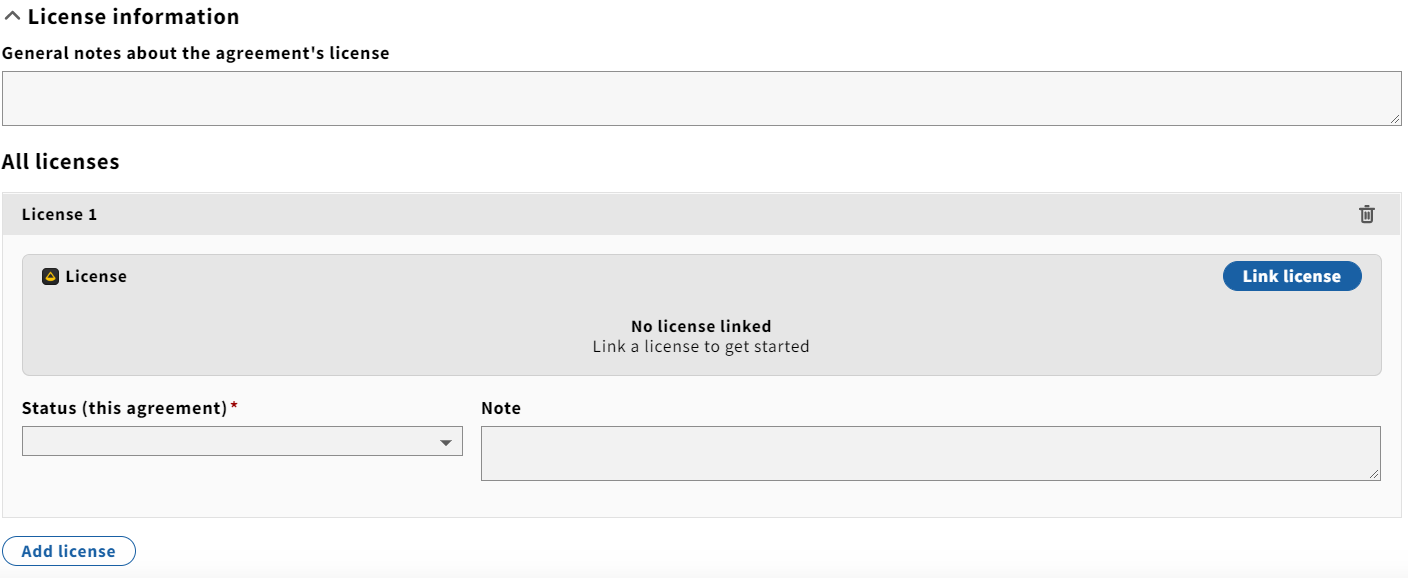 License information
General notes about the agreement's license
All licenses
License 1
License
Link license
No license linked
Link a license to get started
Status (this agreement)*
Note
Add license